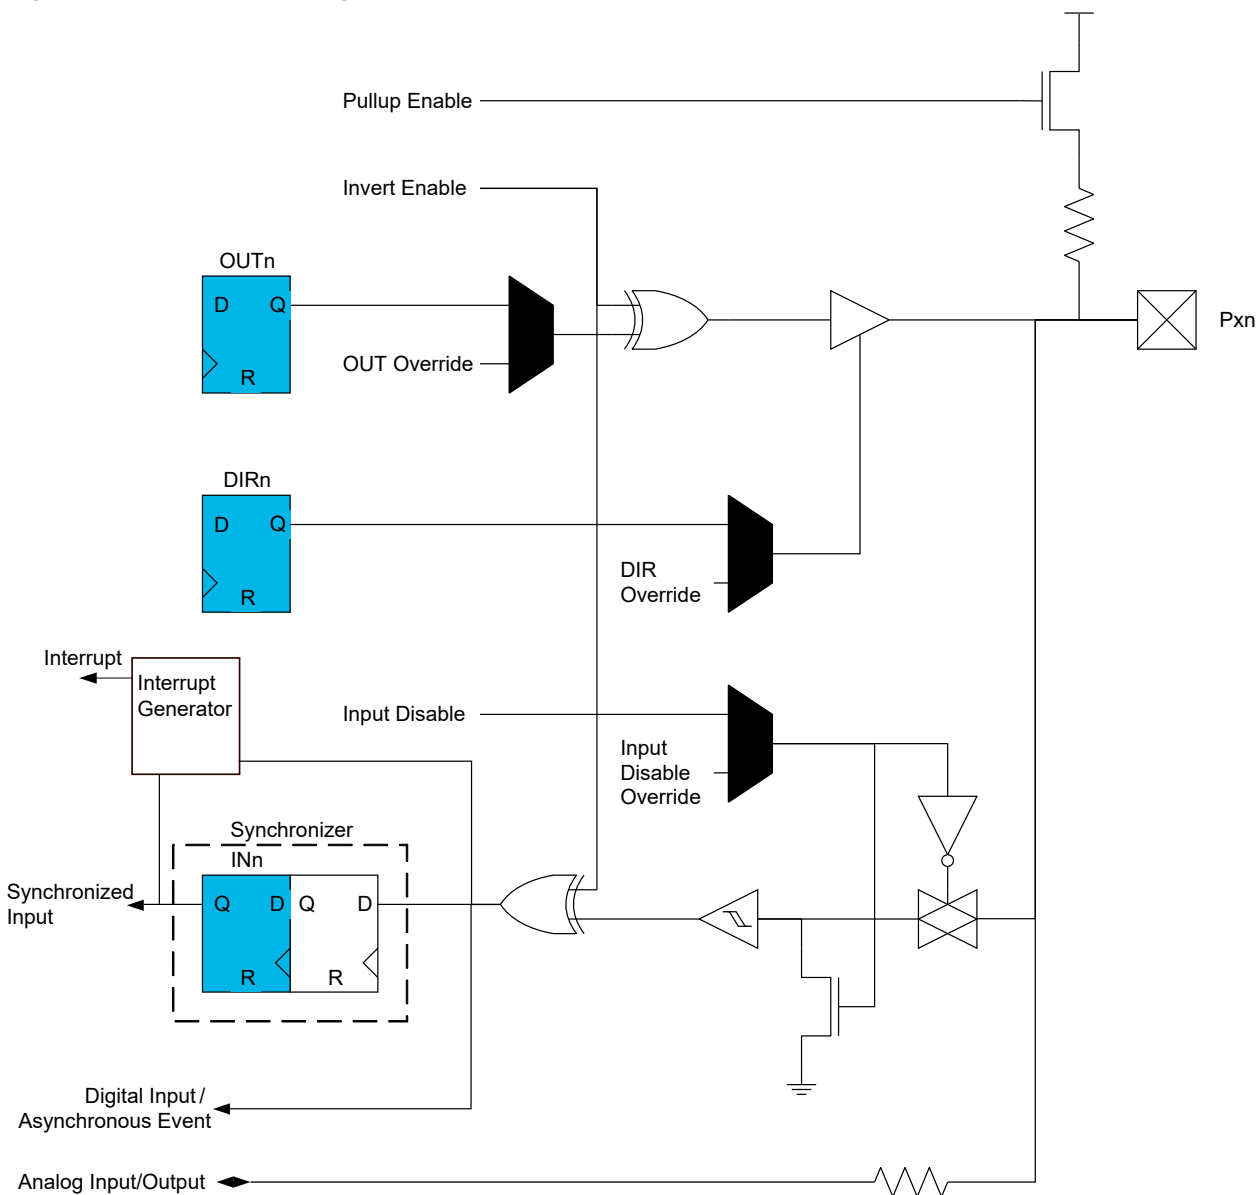 Pullup Enable
Invert Enable
OUTn
D Q
R
OUT Override
Pxn
DIRn
D Q
R
DIR
Override
Interrupt
Interrupt
Generator
Input Disable
Input
Disable
Override
Synchronizer
INn
Q D Q D
R R
Synchronized
Input
Digital Input /
Asynchronous Event
Analog Input/Output